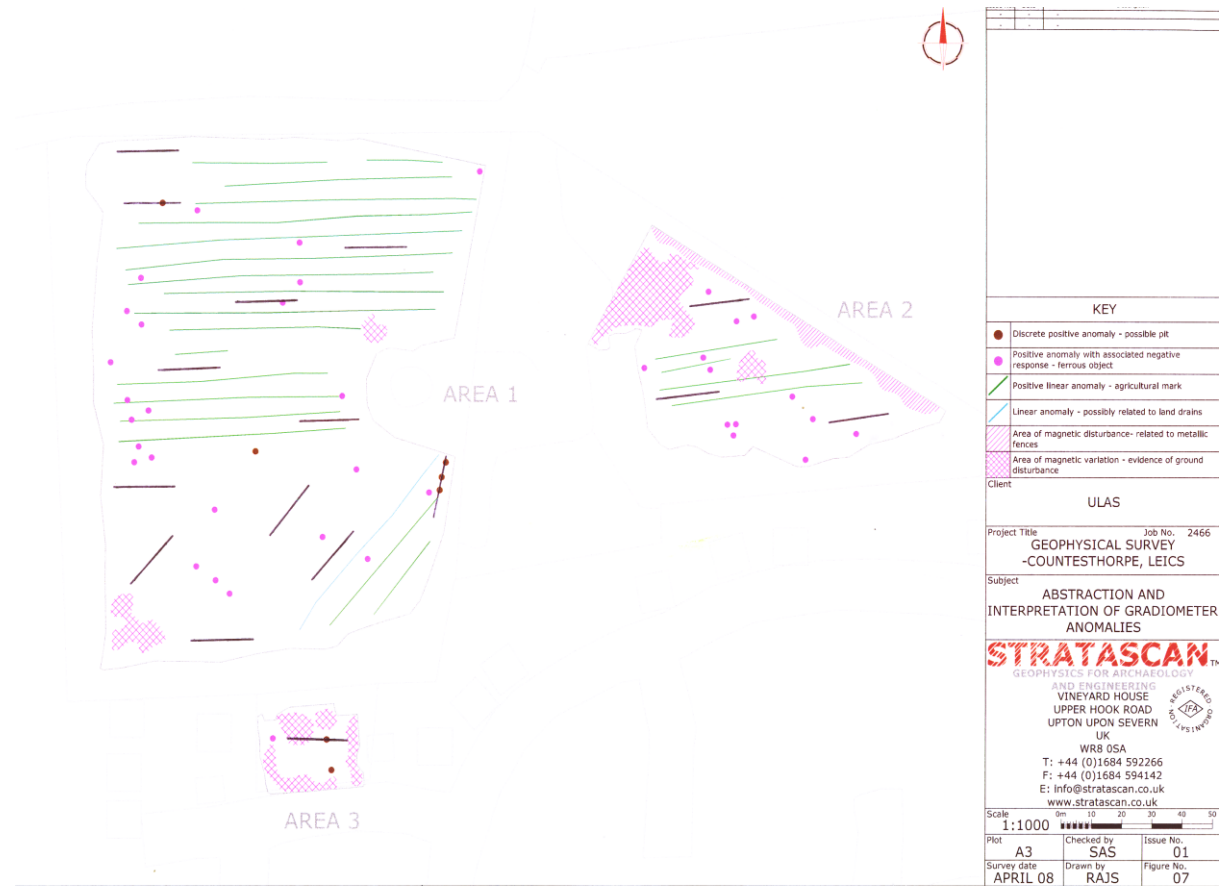 AREA 1
AREA 2
AREA 3
KEY
Discrete positive anomaly - possible pit
Positive anomaly with associated negative
response - ferrous object
Positive linear anomaly - agricultural mark
Linear anomaly - possibly related to land drains
Area of magnetic disturbance- related to metallic
fences
Area of magnetic variation - evidence of ground
disturbance
Client
ULAS
Project Title Job No. 2466
GEOPHYSICAL SURVEY
-COUNTESTHORPE, LEICS
Subject
ABSTRACTION AND
INTERPRETATION OF GRADIOMETER
ANOMALIES
STRATASCAN TM
GEOPHYSICS FOR ARCHAEOLOGY
AND ENGINEERING
VINEYARD HOUSE
UPPER HOOK ROAD
UPTON UPON SEVERN
UK
WR8 0SA
T: +44 (0)1684 592266
F: +44 (0)1684 594142
E: info@stratascan.co.uk
www.stratascan.co.uk
REGISTERED ORGANISATION
IFA
Scale 0m 10 20 30 40 50
1:1000
Plot Checked by Issue No.
A3 SAS 01
Survey date Drawn by Figure No.
APRIL 08 RAJS 07